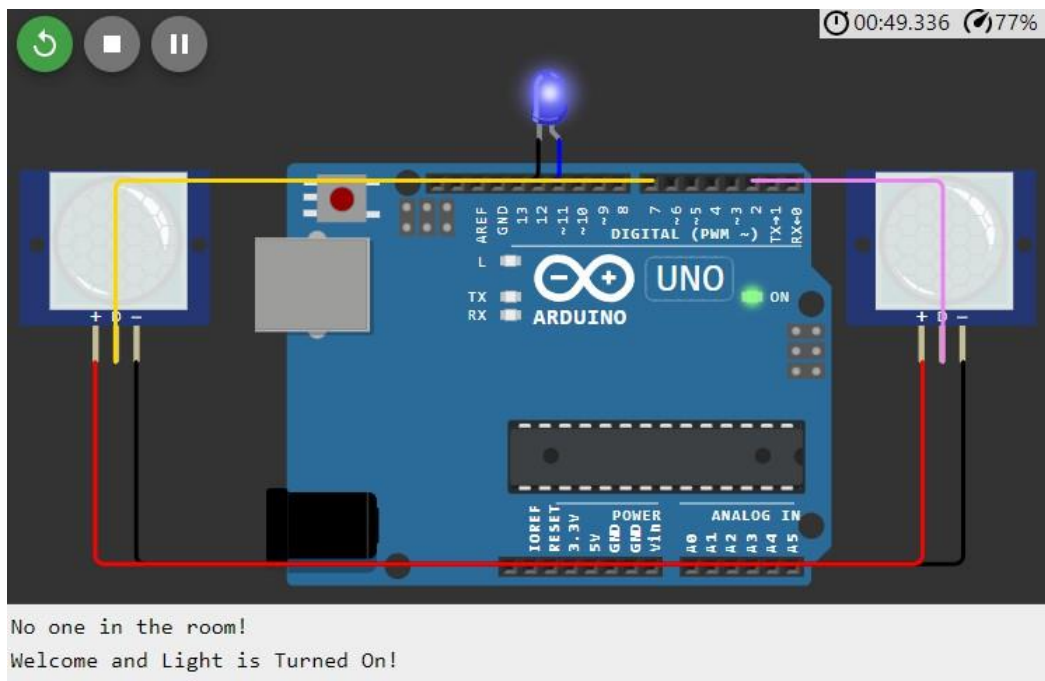 00:49.336 77%
AREF GND 13 12 ~11 ~10 ~9 8 7 ~6 ~5 4 ~3 2 TX→1 RX←0
DIGITAL (PWM ~)
L
TX
RX
UNO
ON
ARDUINO
+ D -
+ D -
POWER
ANALOG IN
IOREF RESET 3.3V 5V GND GND Vin A0 A1 A2 A3 A4 A5
No one in the room!
Welcome and Light is Turned On!